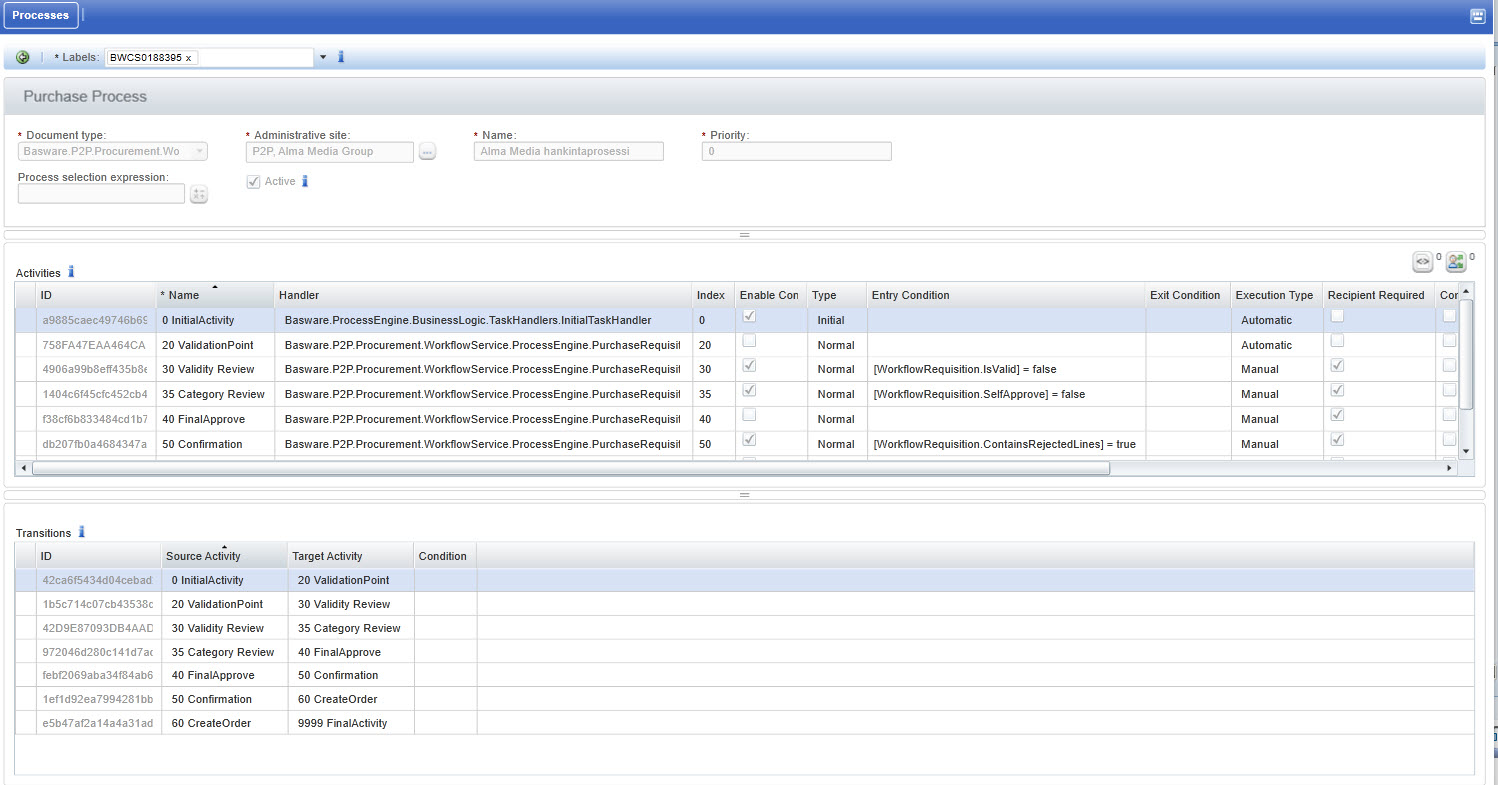 Processes
* Labels: BWCS0188395 x
Purchase Process
* Document type: * Administrative site: * Name: * Priority:
Basware.P2P.Procurement.Wo P2P, Alma Media Group ... Alma Media hankintaprosessi 0
Process selection expression: Active
Activities 0 0
ID * Name Handler Index Enable Con Type Entry Condition Exit Condition Execution Type Recipient Required Con
a9885caec49746b69 0 InitialActivity Basware.ProcessEngine.BusinessLogic.TaskHandlers.InitialTaskHandler 0 Initial Automatic
758FA47EAA464CA 20 ValidationPoint Basware.P2P.Procurement.WorkflowService.ProcessEngine.PurchaseRequisit 20 Normal Automatic
4906a99b8eff435b8e 30 Validity Review Basware.P2P.Procurement.WorkflowService.ProcessEngine.PurchaseRequisit 30 Normal [WorkflowRequisition.IsValid] = false Manual
1404c6f45cfc452cb4 35 Category Review Basware.P2P.Procurement.WorkflowService.ProcessEngine.PurchaseRequisit 35 Normal [WorkflowRequisition.SelfApprove] = false Manual
f38cf6b833484cd1b7 40 FinalApprove Basware.P2P.Procurement.WorkflowService.ProcessEngine.PurchaseRequisit 40 Normal Manual
db207fb0a4684347a 50 Confirmation Basware.P2P.Procurement.WorkflowService.ProcessEngine.PurchaseRequisit 50 Normal [WorkflowRequisition.ContainsRejectedLines] = true Manual
Transitions
ID Source Activity Target Activity Condition
42ca6f5434d04cebad 0 InitialActivity 20 ValidationPoint
1b5c714c07cb43538c 20 ValidationPoint 30 Validity Review
42D9E87093DB4AAD 30 Validity Review 35 Category Review
972046d280c141d7ac 35 Category Review 40 FinalApprove
febf2069aba34f84ab6 40 FinalApprove 50 Confirmation
1ef1d92ea7994281bb 50 Confirmation 60 CreateOrder
e5b47af2a14a4a31ad 60 CreateOrder 9999 FinalActivity